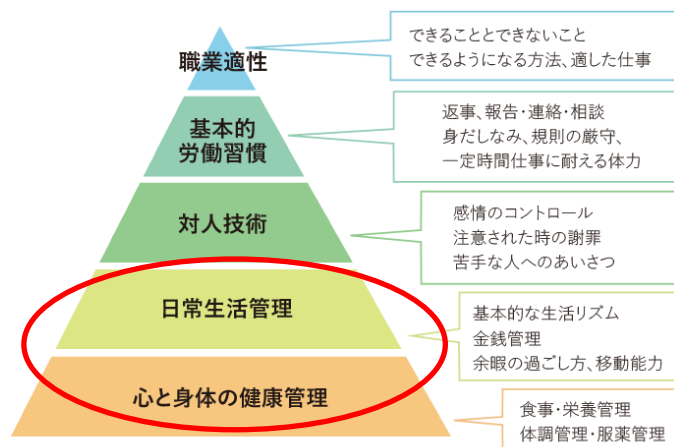 職業適性
できることとできないこと
できるようになる方法、適した仕事
基本的
労働習慣
返事、報告・連絡・相談
身だしなみ、規則の厳守、
一定時間仕事に耐える体力
対人技術
感情のコントロール
注意された時の謝罪
苦手な人へのあいさつ
日常生活管理
基本的な生活リズム
金銭管理
余暇の過ごし方、移動能力
心と身体の健康管理
食事・栄養管理
体調管理・服薬管理